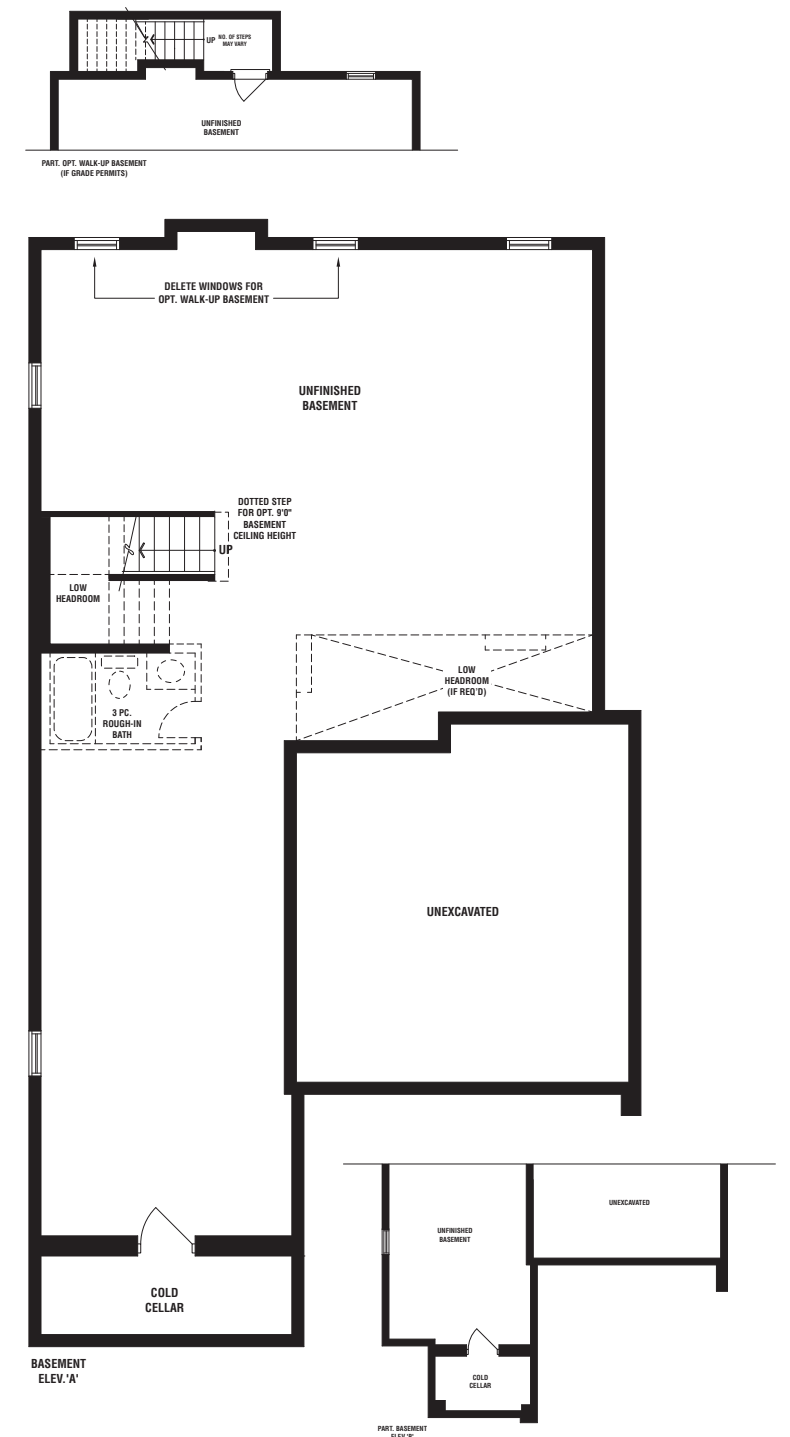 UP
NO. OF STEPS
MAY VARY
UNFINISHED
BASEMENT
PART. OPT. WALK-UP BASEMENT
(IF GRADE PERMITS)
DELETE WINDOWS FOR
OPT. WALK-UP BASEMENT
UNFINISHED
BASEMENT
DOTTED STEP
FOR OPT. 9'0"
BASEMENT
CEILING HEIGHT
UP
LOW
HEADROOM
LOW
HEADROOM
(IF REQ'D)
3 PC.
ROUGH-IN
BATH
UNEXCAVATED
COLD
CELLAR
BASEMENT
ELEV.'A'
UNEXCAVATED
UNFINISHED
BASEMENT
COLD
CELLAR
PART. BASEMENT
ELEV.'B'